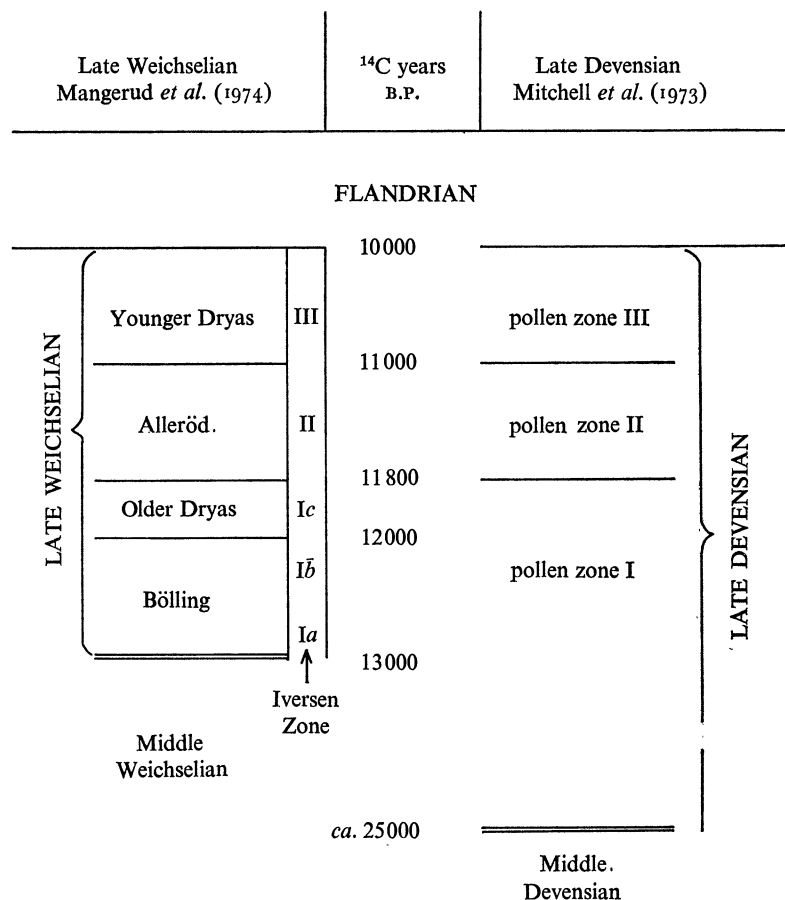 Late Weichselian
Mangerud et al. (1974)
¹⁴C years
B.P.
Late Devensian
Mitchell et al. (1973)
FLANDRIAN
10000
Younger Dryas III
pollen zone III
11000
LATE WEICHSELIAN
Alleröd. II
pollen zone II
11800
Older Dryas Ic
12000
Ib̄
pollen zone I
Bölling
Ia
13000
LATE DEVENSIAN
Iversen
Zone
Middle
Weichselian
ca. 25000
Middle.
Devensian